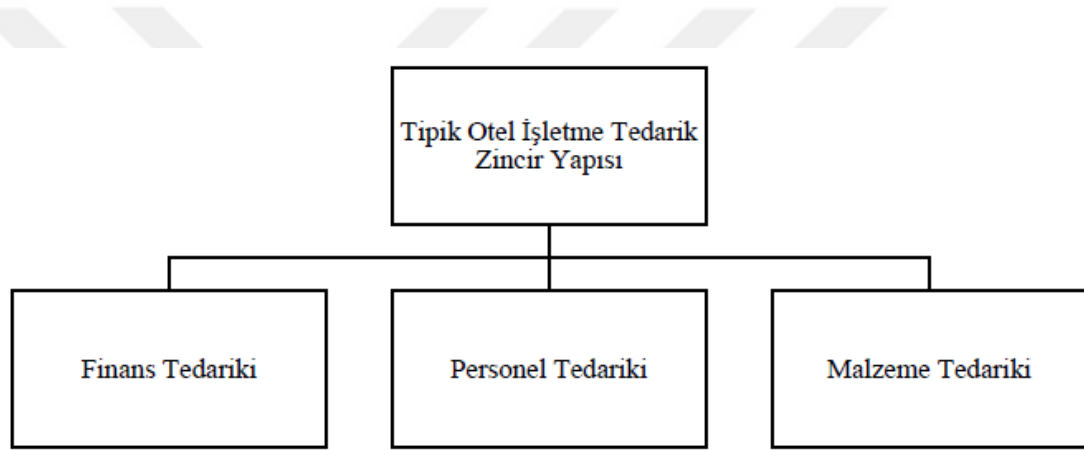 Tipik Otel İşletme Tedarik
Zincir Yapısı
Finans Tedariki
Personel Tedariki
Malzeme Tedariki